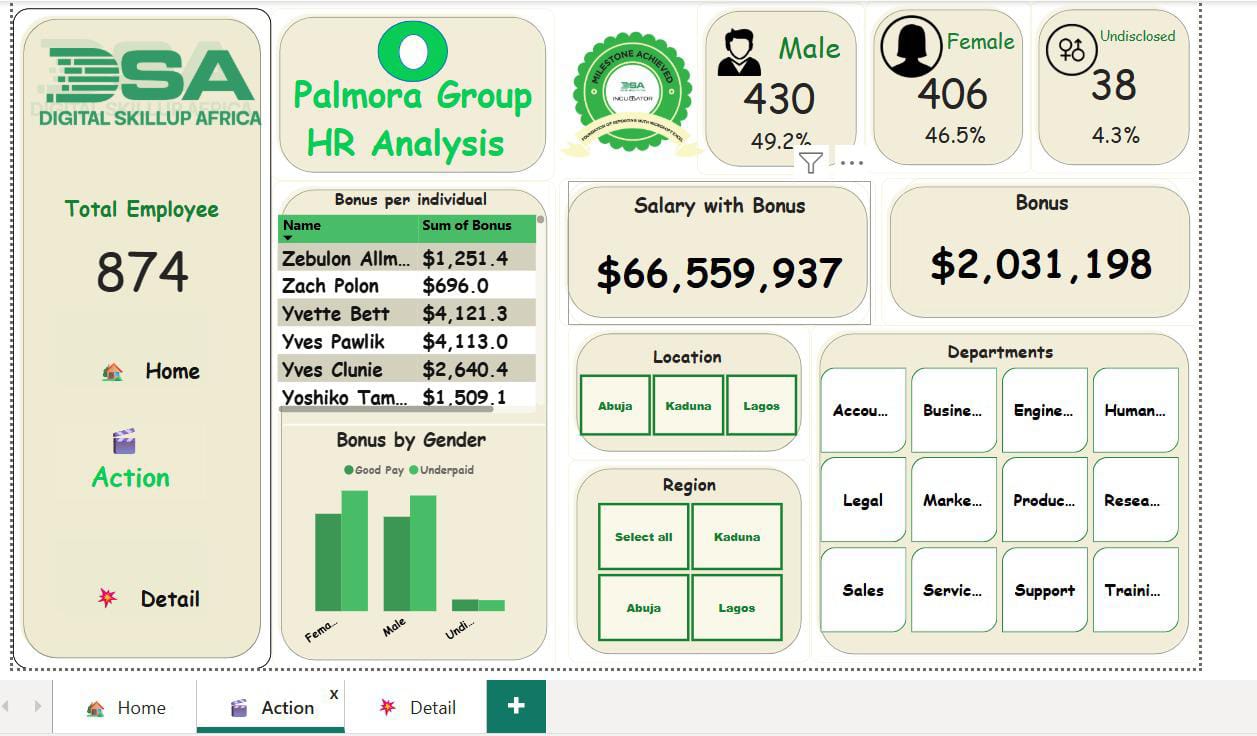 DSA
DIGITAL SKILLUP AFRICA
DIGITAL SKILLUP AFRICA
Total Employee
874
Home
Action
Detail
Palmora Group
HR Analysis
MILESTONE ACHIEVED
DSA
INCUBATOR
FOUNDATION OF REPORTING WITH MICROSOFT EXCEL
Male
430
49.2%
Female
406
46.5%
Undisclosed
38
4.3%
Bonus per individual
Name Sum of Bonus
Zebulon Allm... $1,251.4
Zach Polon $696.0
Yvette Bett $4,121.3
Yves Pawlik $4,113.0
Yves Clunie $2,640.4
Yoshiko Tam... $1,509.1
Salary with Bonus
$66,559,937
Bonus
$2,031,198
Bonus by Gender
Good Pay Underpaid
Fema... Male Undi...
Location
Abuja Kaduna Lagos
Region
Select all Kaduna
Abuja Lagos
Departments
Accou... Busine... Engine... Human...
Legal Marke... Produc... Resea...
Sales Servic... Support Traini...
Home Action x Detail +